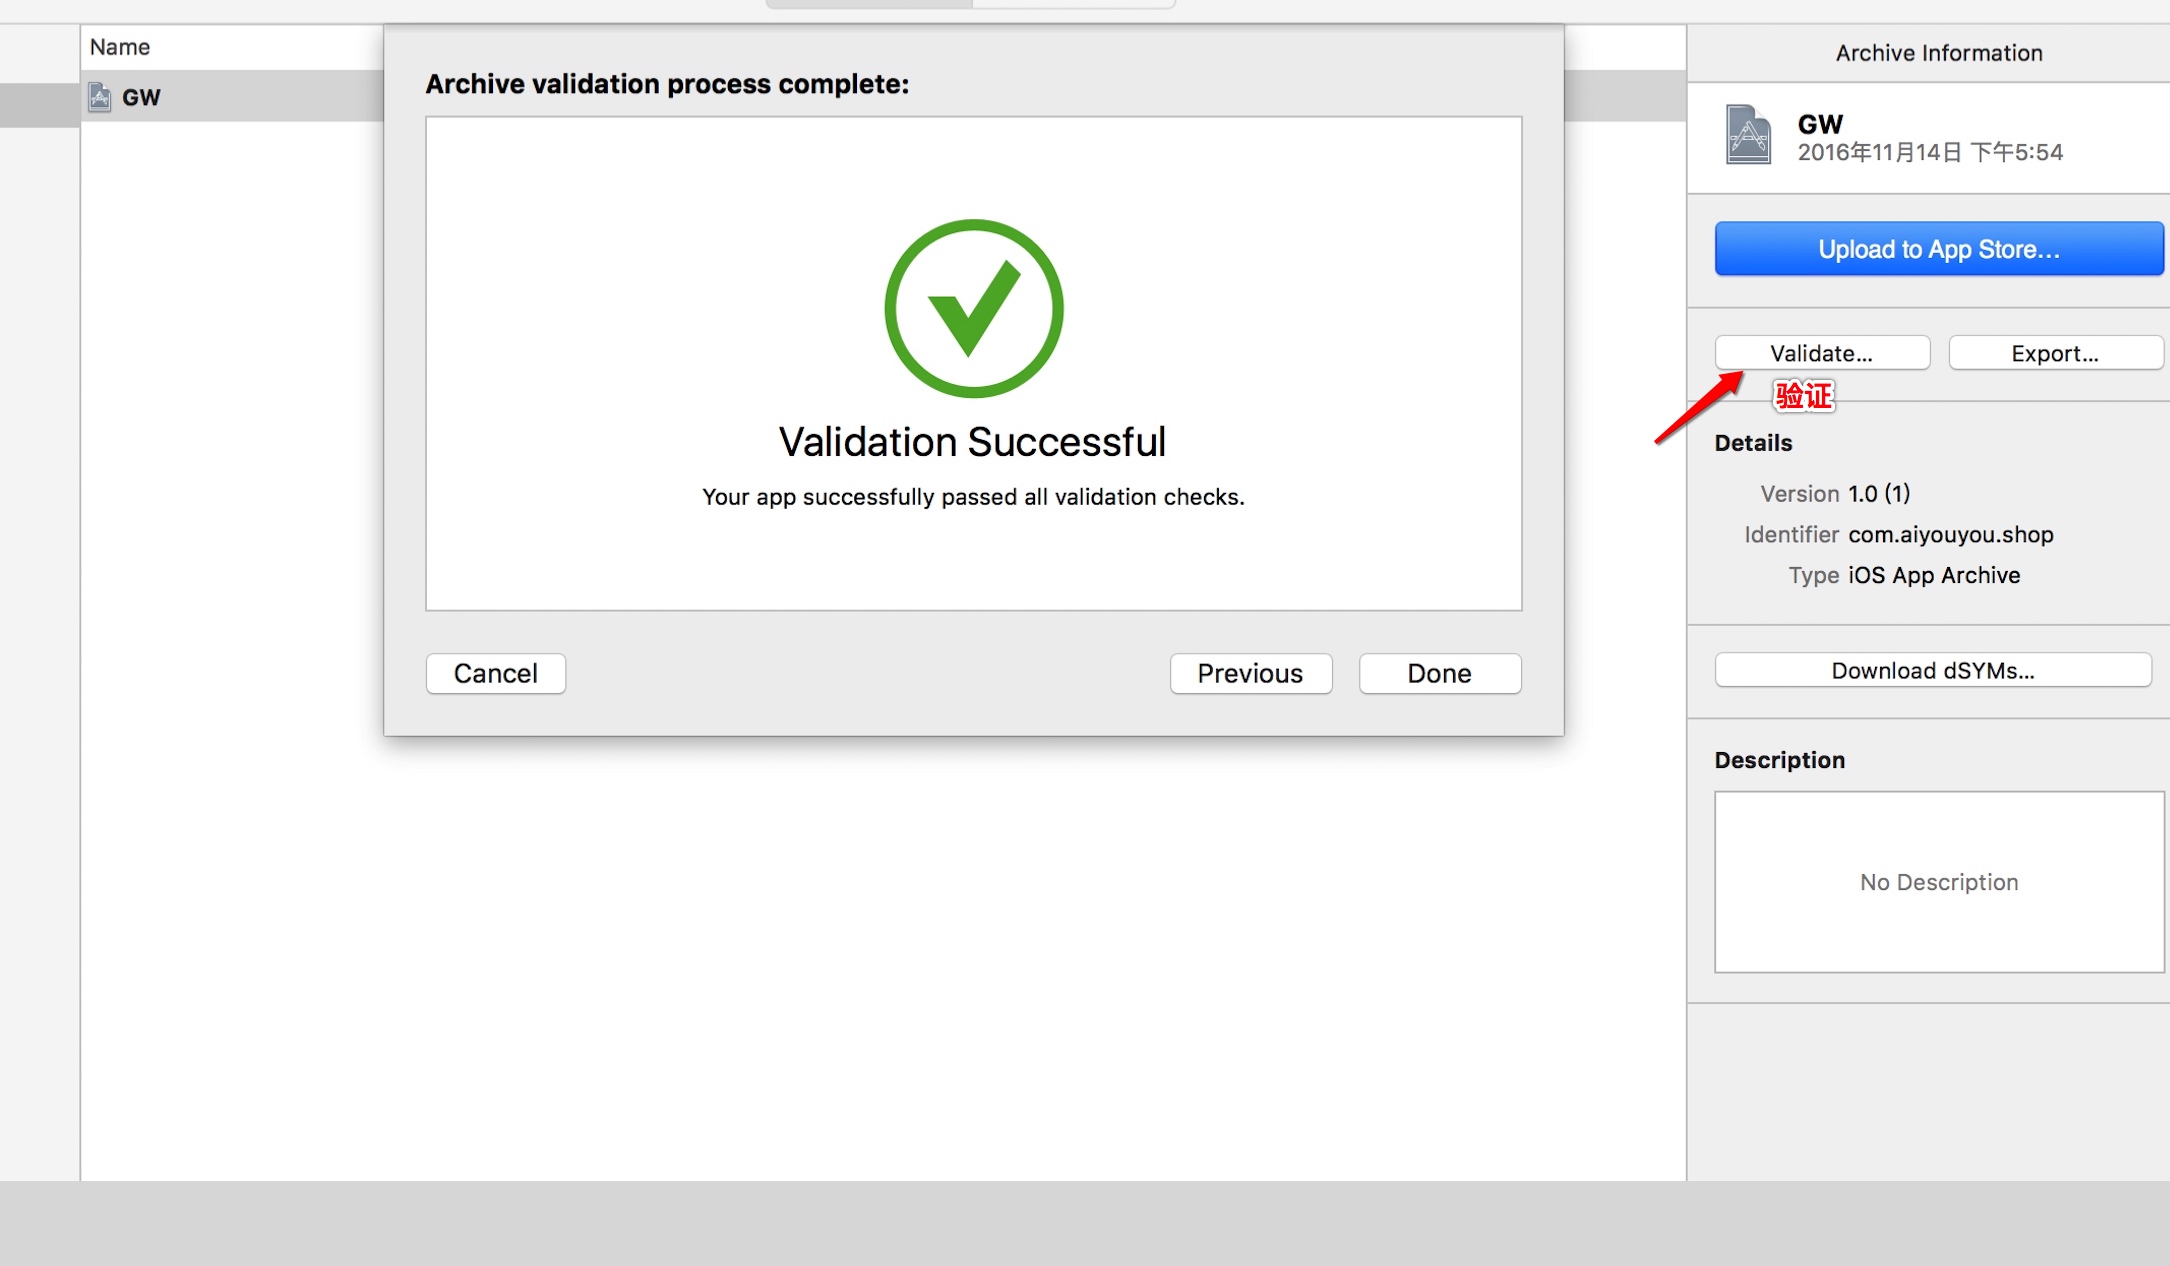 Name
GW
Archive validation process complete:
Validation Successful
Your app successfully passed all validation checks.
Cancel
Previous
Done
Archive Information
GW
2016年11月14日 下午5:54
Upload to App Store...
Validate...
Export...
验证
Details
Version 1.0 (1)
Identifier com.aiyouyou.shop
Type iOS App Archive
Download dSYMs...
Description
No Description